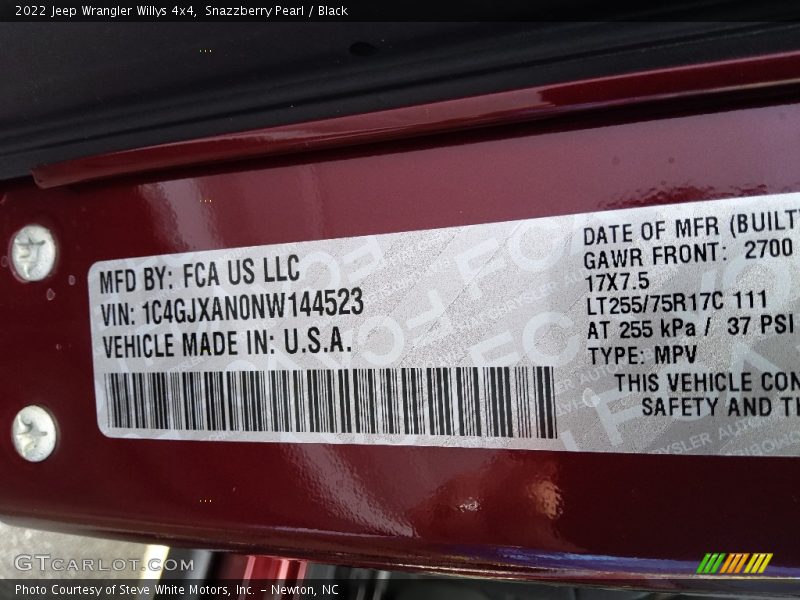 2022 Jeep Wrangler Willys 4x4,  Snazzberry Pearl / Black
MFD BY: FCA US LLC
VIN: 1C4GJXAN0NW144523
VEHICLE MADE IN: U.S.A.
DATE OF MFR (BUILT
GAWR FRONT: 2700
17X7.5
LT255/75R17C 111
AT 255 kPa / 37 PSI
TYPE: MPV
THIS VEHICLE CON
SAFETY AND TH
GTCARLOT.COM
Photo Courtesy of Steve White Motors, Inc. – Newton, NC